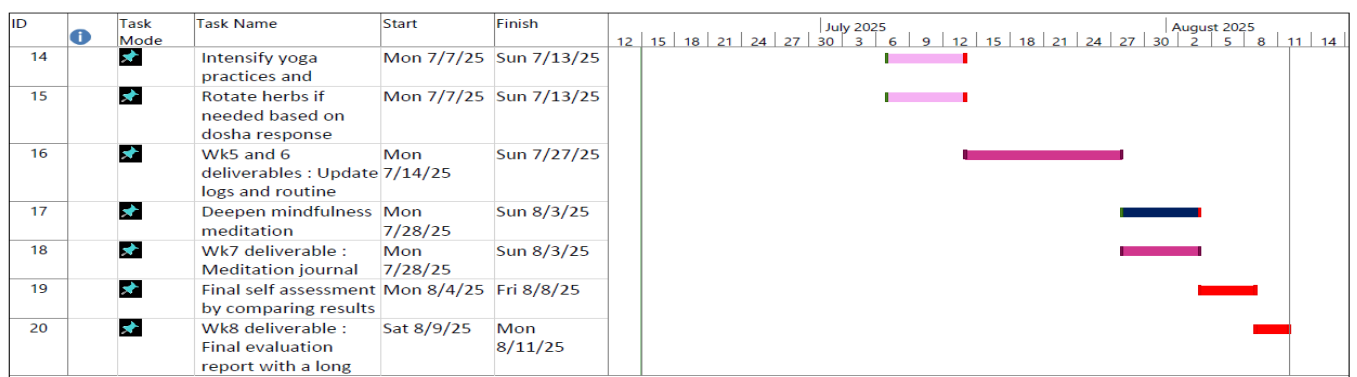 ID Task Task Name Start Finish July 2025 August 2025
i Mode 12 15 18 21 24 27 30 3 6 9 12 15 18 21 24 27 30 2 5 8 11 14
14 Intensify yoga Mon 7/7/25 Sun 7/13/25
practices and
15 Rotate herbs if Mon 7/7/25 Sun 7/13/25
needed based on
dosha response
16 Wk5 and 6 Mon Sun 7/27/25
deliverables : Update 7/14/25
logs and routine
17 Deepen mindfulness Mon Sun 8/3/25
meditation 7/28/25
18 Wk7 deliverable : Mon Sun 8/3/25
Meditation journal 7/28/25
19 Final self assessment Mon 8/4/25 Fri 8/8/25
by comparing results
20 Wk8 deliverable : Sat 8/9/25 Mon
Final evaluation 8/11/25
report with a long